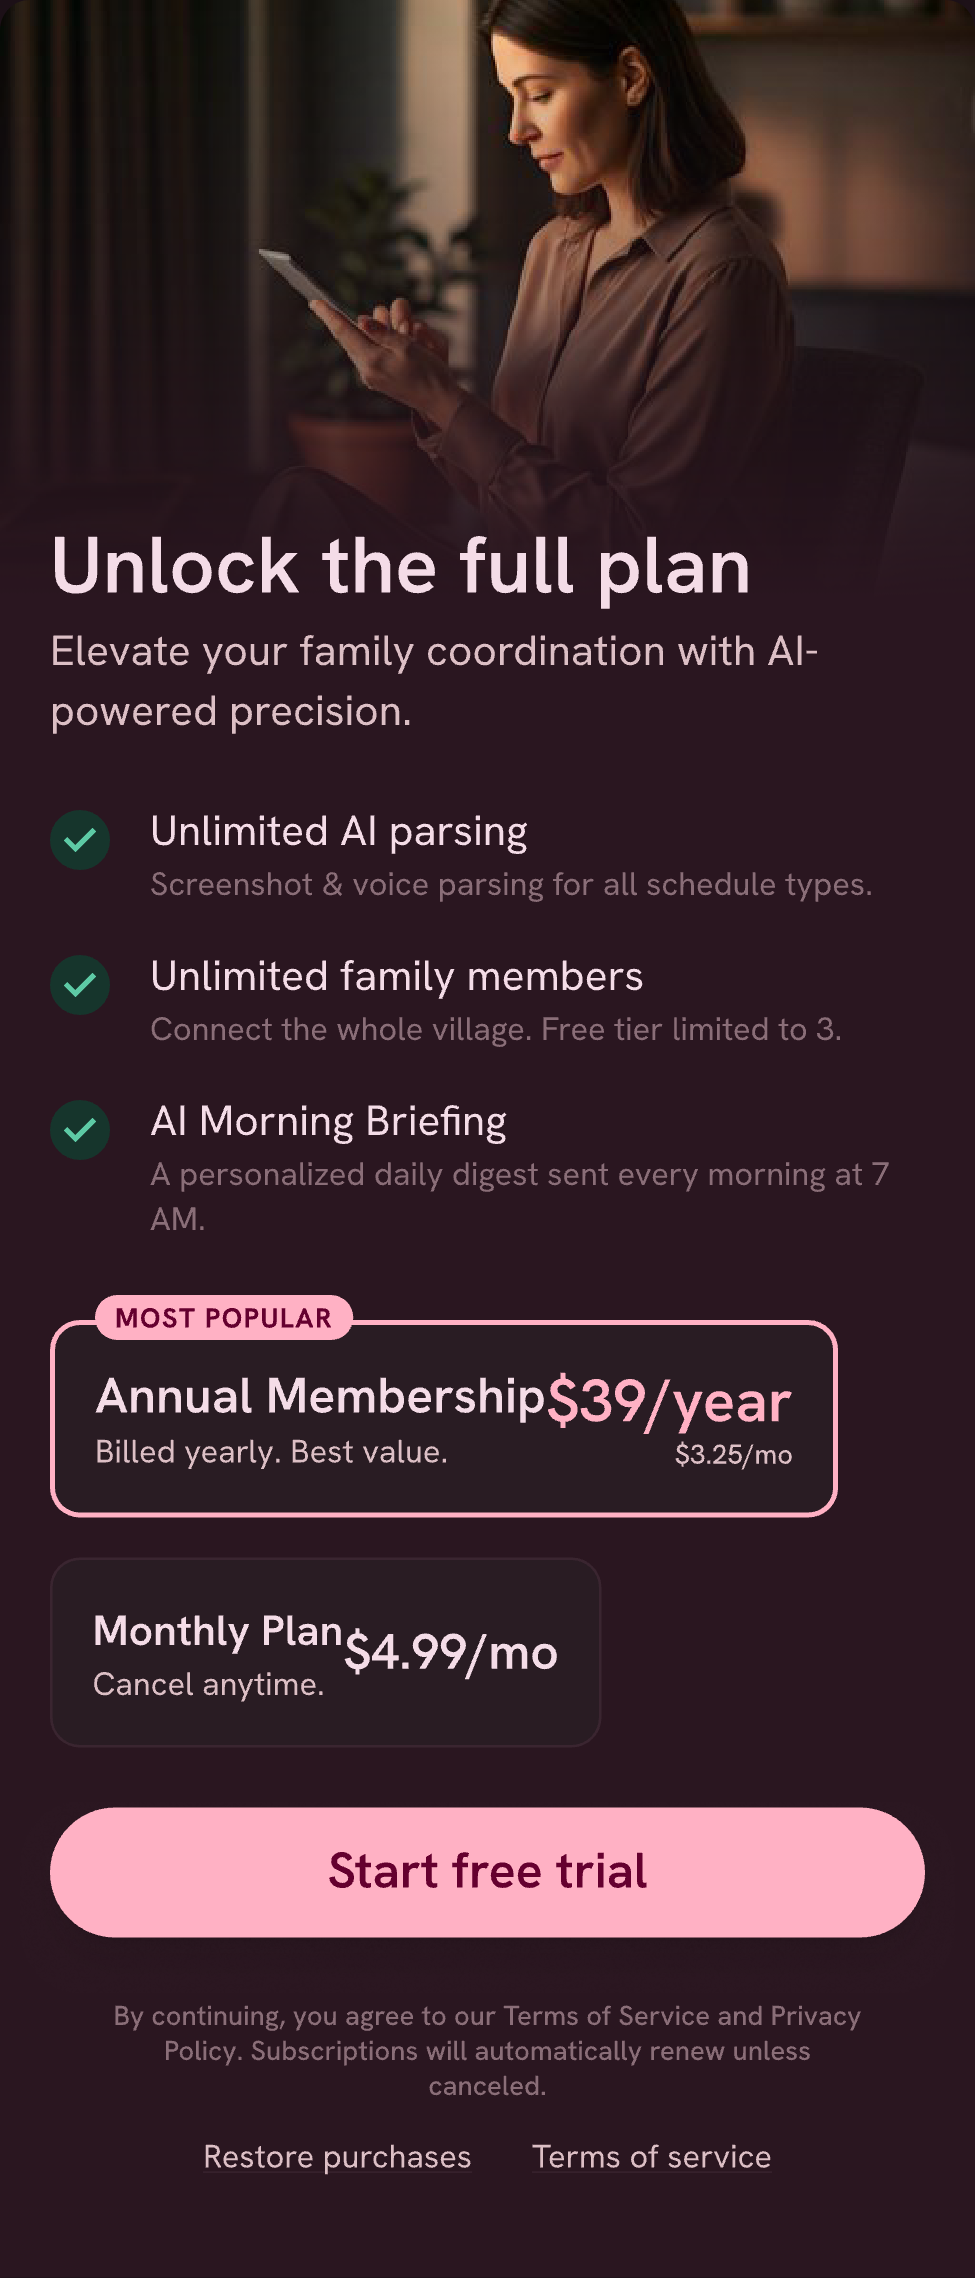 Unlock the full plan
Elevate your family coordination with AI-
powered precision.
Unlimited AI parsing
Screenshot & voice parsing for all schedule types.
Unlimited family members
Connect the whole village. Free tier limited to 3.
AI Morning Briefing
A personalized daily digest sent every morning at 7
AM.
MOST POPULAR
Annual Membership $39/year
Billed yearly. Best value. $3.25/mo
Monthly Plan $4.99/mo
Cancel anytime.
Start free trial
By continuing, you agree to our Terms of Service and Privacy
Policy. Subscriptions will automatically renew unless
canceled.
Restore purchases Terms of service